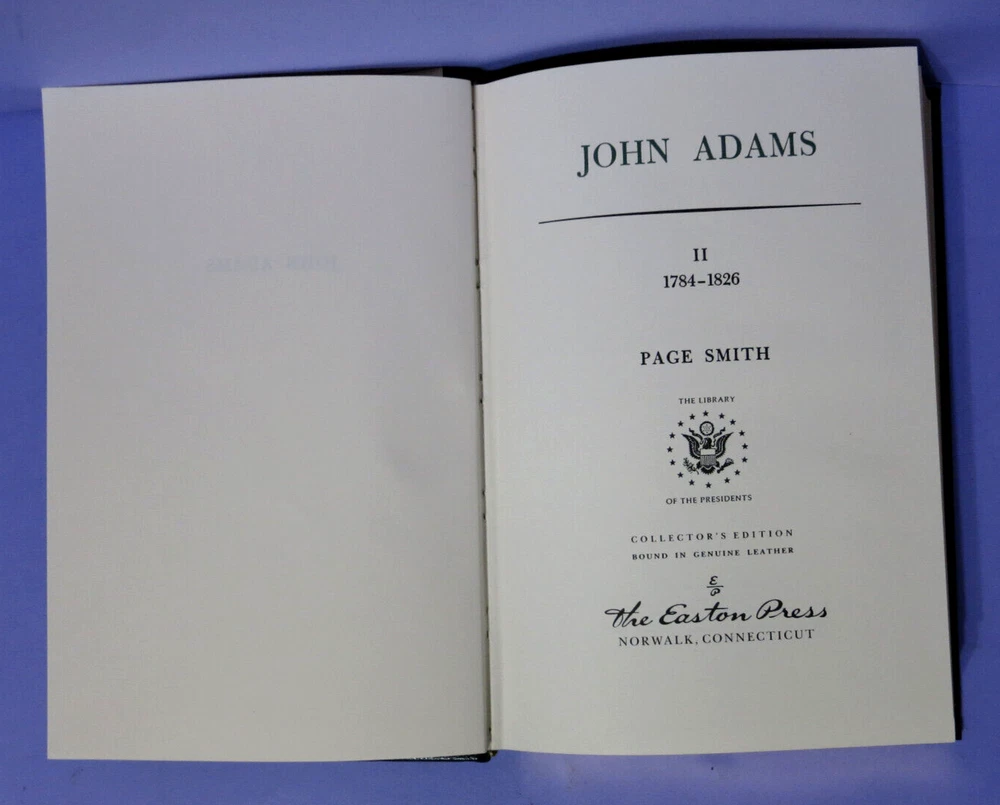 JOHN ADAMS
II
1784–1826
PAGE SMITH
THE LIBRARY
OF THE PRESIDENTS
COLLECTOR'S EDITION
BOUND IN GENUINE LEATHER
E/P
The Easton Press
NORWALK, CONNECTICUT